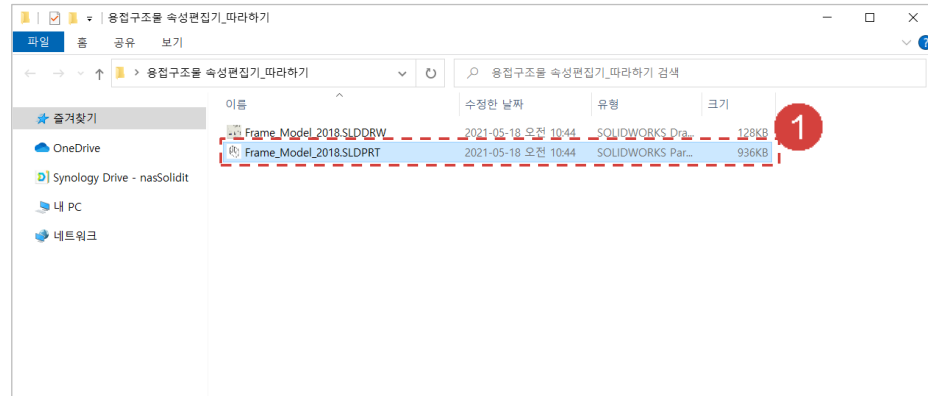 용접구조물 속성편집기_따라하기
파일 홈 공유 보기
용접구조물 속성편집기_따라하기 용접구조물 속성편집기_따라하기 검색
이름 수정한 날짜 유형 크기
즐겨찾기
Frame_Model_2018.SLDDRW 2021-05-18 오전 10:44 SOLIDWORKS Dra... 128KB
1
OneDrive
Frame_Model_2018.SLDPRT 2021-05-18 오전 10:44 SOLIDWORKS Par... 936KB
Synology Drive - nasSolidit
내 PC
네트워크